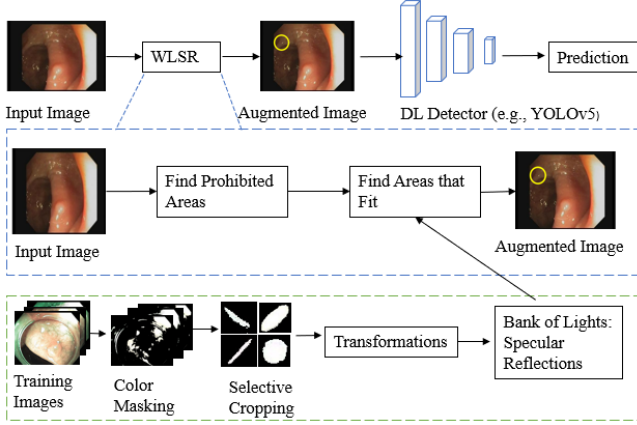 WLSR
Prediction
Input Image
Augmented Image
DL Detector (e.g., YOLOv5)
Find Prohibited
Areas
Find Areas that
Fit
Input Image
Augmented Image
Training
Images
Color
Masking
Selective
Cropping
Transformations
Bank of Lights:
Specular
Reflections